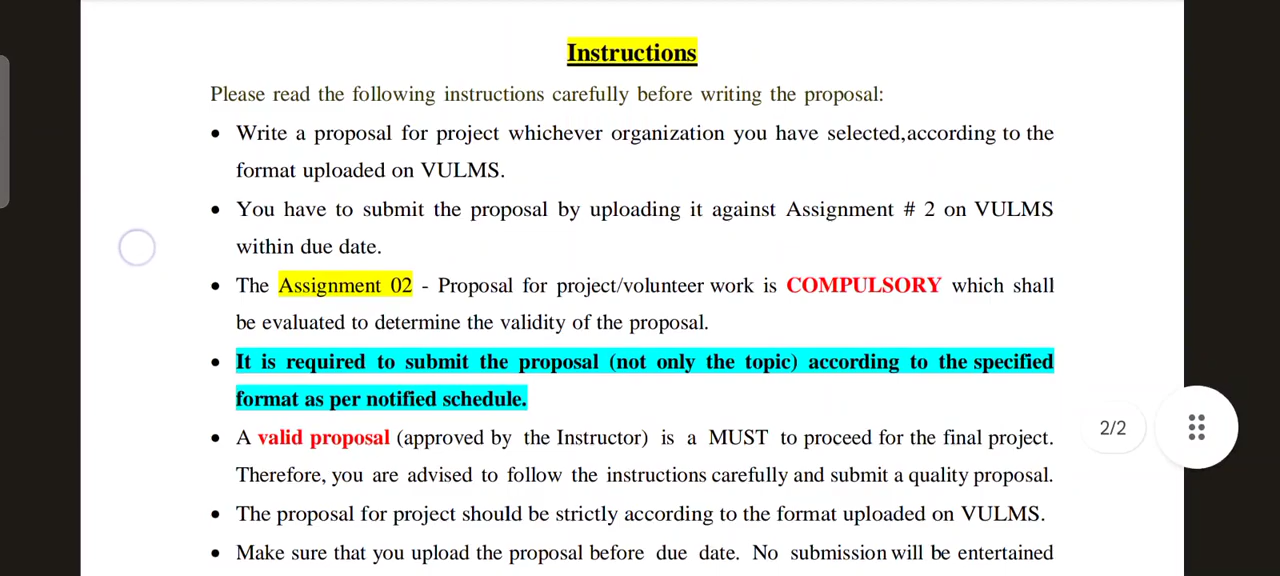 Instructions
Please read the following instructions carefully before writing the proposal:
• Write a proposal for project whichever organization you have selected,according to the
format uploaded on VULMS.
• You have to submit the proposal by uploading it against Assignment # 2 on VULMS
within due date.
• The Assignment 02 - Proposal for project/volunteer work is COMPULSORY which shall
be evaluated to determine the validity of the proposal.
• It is required to submit the proposal (not only the topic) according to the specified
format as per notified schedule.
• A valid proposal (approved by the Instructor) is a MUST to proceed for the final project.
2/2
Therefore, you are advised to follow the instructions carefully and submit a quality proposal.
• The proposal for project should be strictly according to the format uploaded on VULMS.
• Make sure that you upload the proposal before due date. No submission will be entertained